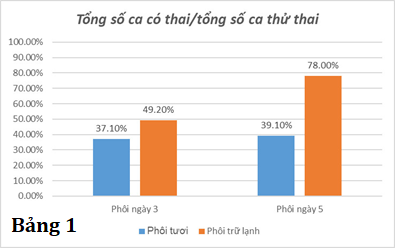 Tổng số ca có thai/tổng số ca thử thai
100.00%
90.00%
80.00%
70.00%
60.00%
50.00%
40.00%
30.00%
20.00%
10.00%
0.00%
37.10%
49.20%
39.10%
78.00%
Phôi ngày 3
Phôi ngày 5
Bảng 1
Phôi tươi
Phôi trữ lạnh